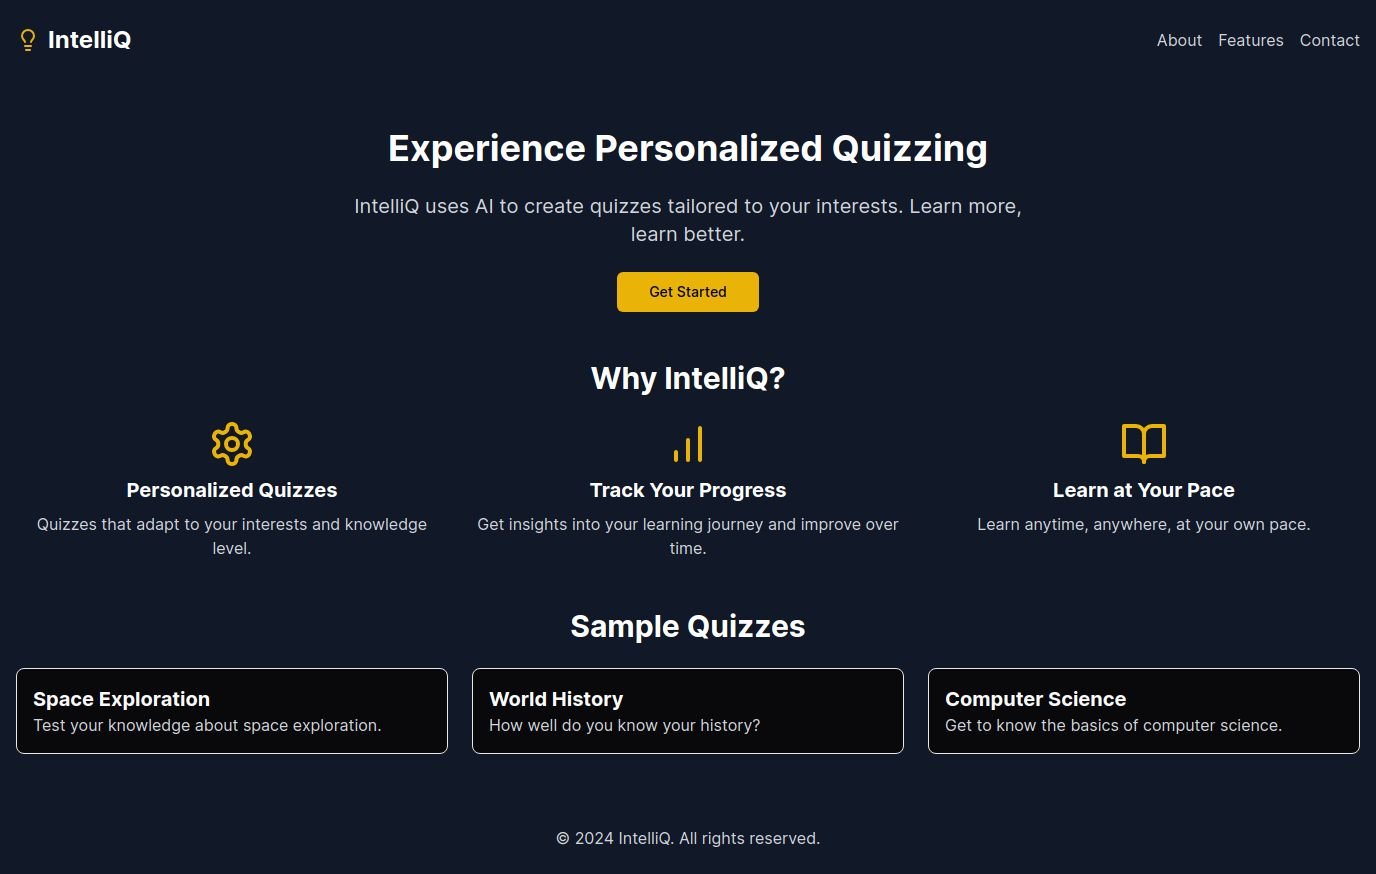 IntelliQ
About Features Contact
Experience Personalized Quizzing
IntelliQ uses AI to create quizzes tailored to your interests. Learn more,
learn better.
Get Started
Why IntelliQ?
Personalized Quizzes
Quizzes that adapt to your interests and knowledge
level.
Track Your Progress
Get insights into your learning journey and improve over
time.
Learn at Your Pace
Learn anytime, anywhere, at your own pace.
Sample Quizzes
Space Exploration
Test your knowledge about space exploration.
World History
How well do you know your history?
Computer Science
Get to know the basics of computer science.
© 2024 IntelliQ. All rights reserved.